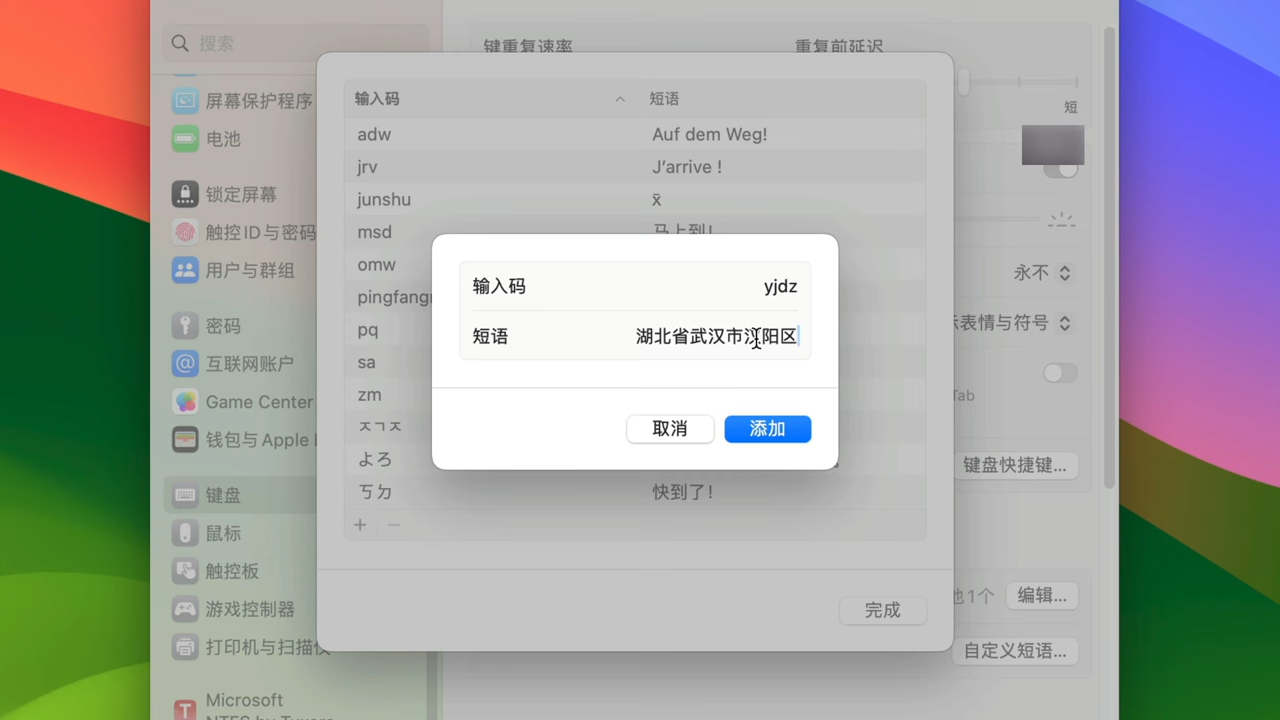 搜索
屏幕保护程序
电池
锁定屏幕
触控 ID 与密码
用户与群组
密码
互联网账户
Game Center
钱包与 Apple
键盘
鼠标
触控板
游戏控制器
打印机与扫描仪
Microsoft
键重复速率
重复前延迟
短
永不
表情与符号
Tab
键盘快捷键...
1个
编辑...
自定义短语...
输入码
短语
adw
Auf dem Weg!
jrv
J’arrive !
junshu
x̄
msd
马上到!
omw
pq
sa
zm
ㅈㄱㅈ
よろ
ㄎㄉ
快到了!
+
−
完成
输入码
yjdz
短语
湖北省武汉市汉阳区
取消
添加